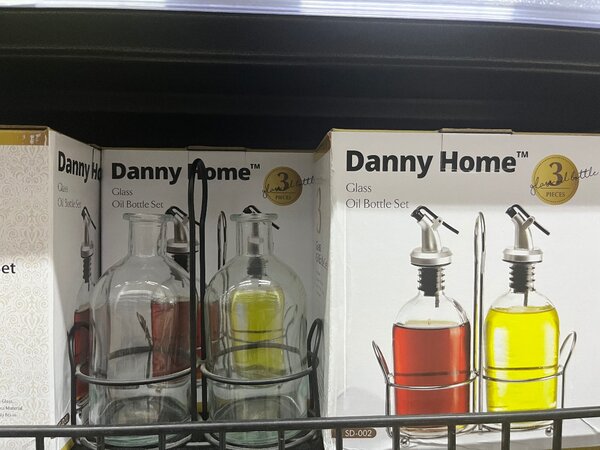 et
Danny Ho
Glass
Oil Bottle Set
Danny Home™
Glass
Oil Bottle Set
3
PIECES
Danny Home™
Glass
Oil Bottle Set
3
PIECES
SD-002